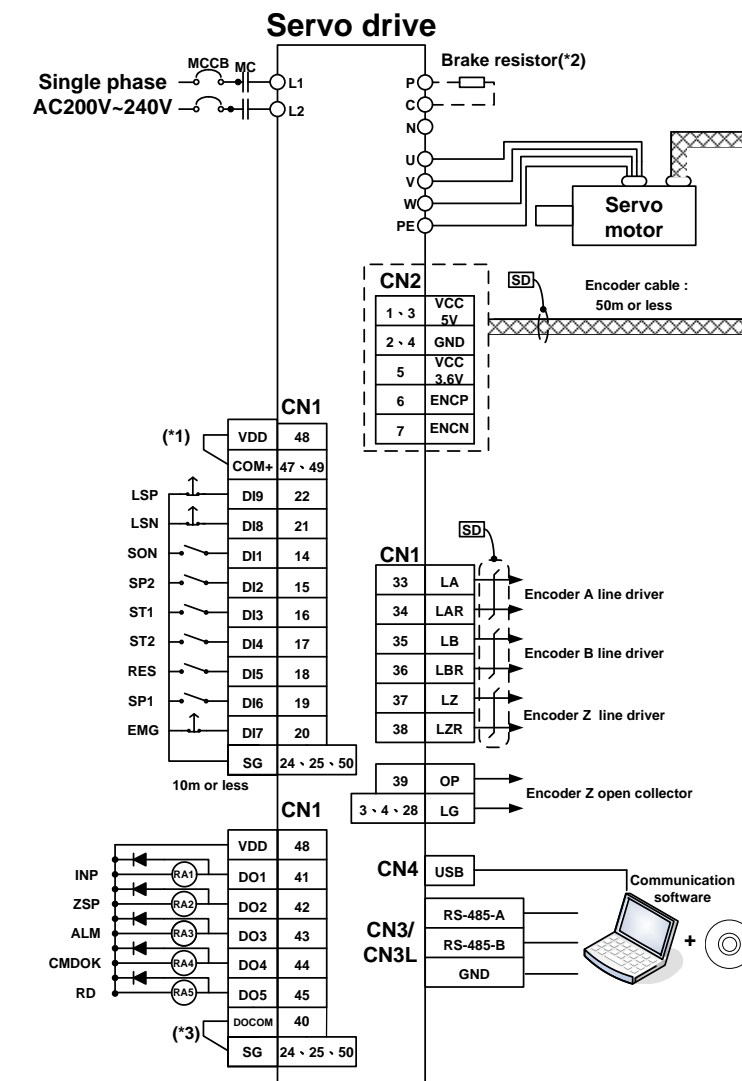 Servo drive
Single phase
AC200V~240V
MCCB
MC
L1
L2
P
C
N
U
V
W
PE
Brake resistor(*2)
Servo
motor
CN2
1、3 VCC 5V
2、4 GND
5 VCC 3.6V
6 ENCP
7 ENCN
SD
Encoder cable :
50m or less
CN1
(*1)
VDD 48
COM+ 47、49
LSP DI9 22
LSN DI8 21
SON DI1 14
SP2 DI2 15
ST1 DI3 16
ST2 DI4 17
RES DI5 18
SP1 DI6 19
EMG DI7 20
SG 24、25、50
10m or less
SD
CN1
33 LA
34 LAR
Encoder A line driver
35 LB
36 LBR
Encoder B line driver
37 LZ
38 LZR
Encoder Z line driver
39 OP
3、4、28 LG
Encoder Z open collector
CN1
VDD 48
INP RA1 DO1 41
ZSP RA2 DO2 42
ALM RA3 DO3 43
CMDOK RA4 DO4 44
RD RA5 DO5 45
(*3)
DOCOM 40
SG 24、25、50
CN4 USB
CN3/
CN3L
RS-485-A
RS-485-B
GND
Communication
software
+